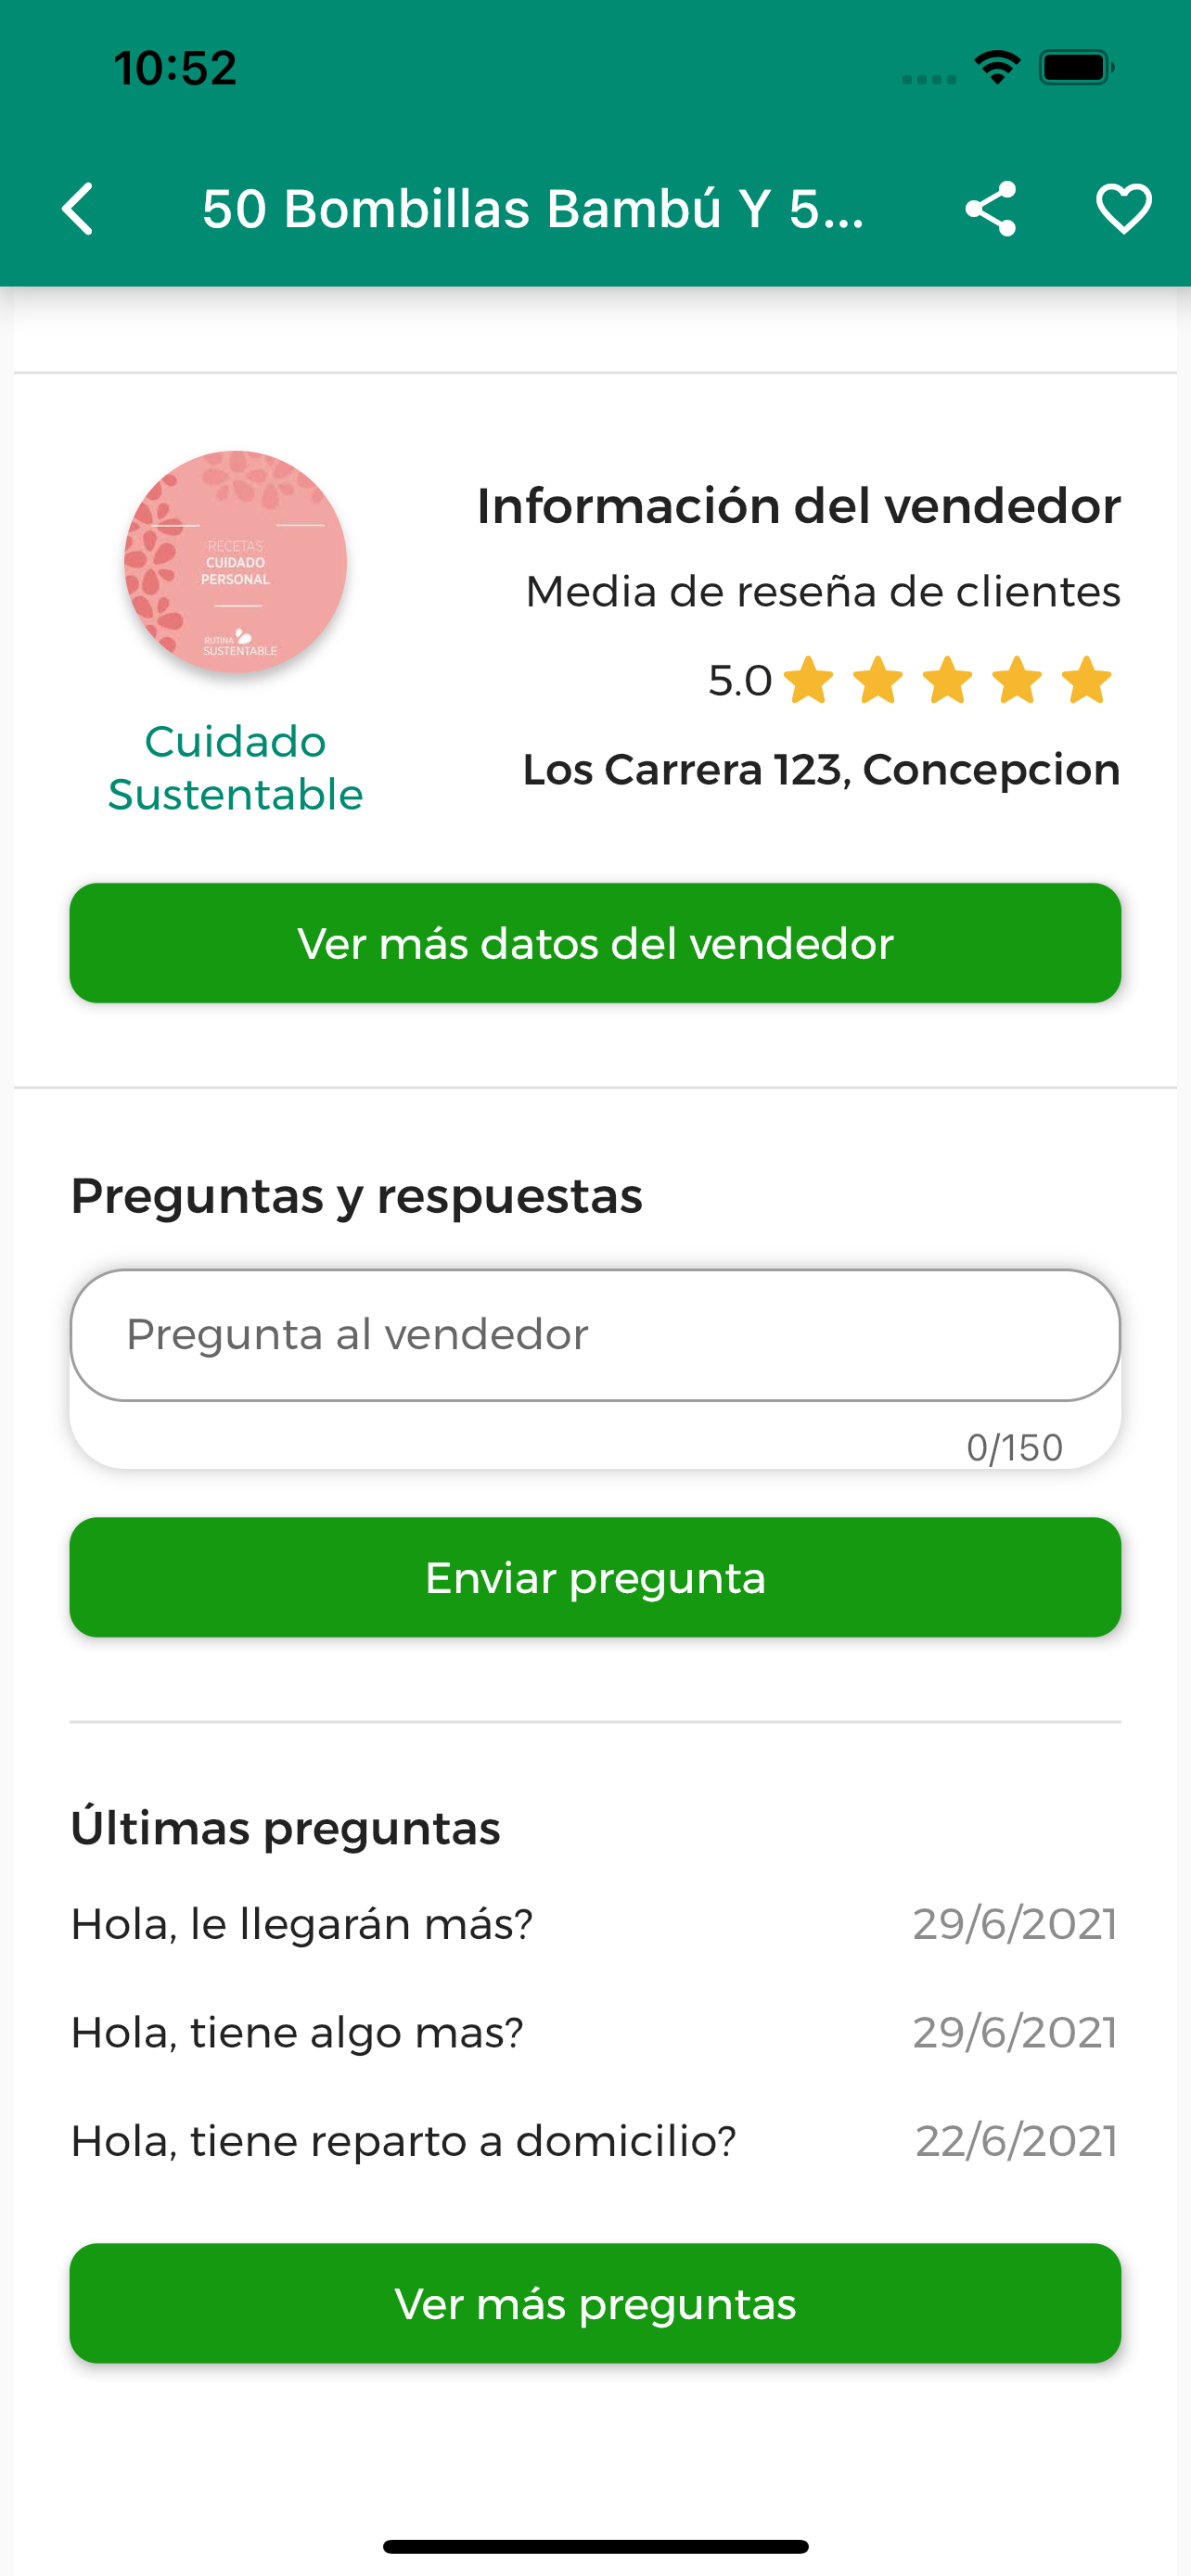 10:52
50 Bombillas Bambú Y 5...
RECETAS
CUIDADO
PERSONAL
RUTINA
SUSTENTABLE
Cuidado
Sustentable
Información del vendedor
Media de reseña de clientes
5.0
Los Carrera 123, Concepcion
Ver más datos del vendedor
Preguntas y respuestas
Pregunta al vendedor
0/150
Enviar pregunta
Últimas preguntas
Hola, le llegarán más? 29/6/2021
Hola, tiene algo mas? 29/6/2021
Hola, tiene reparto a domicilio? 22/6/2021
Ver más preguntas